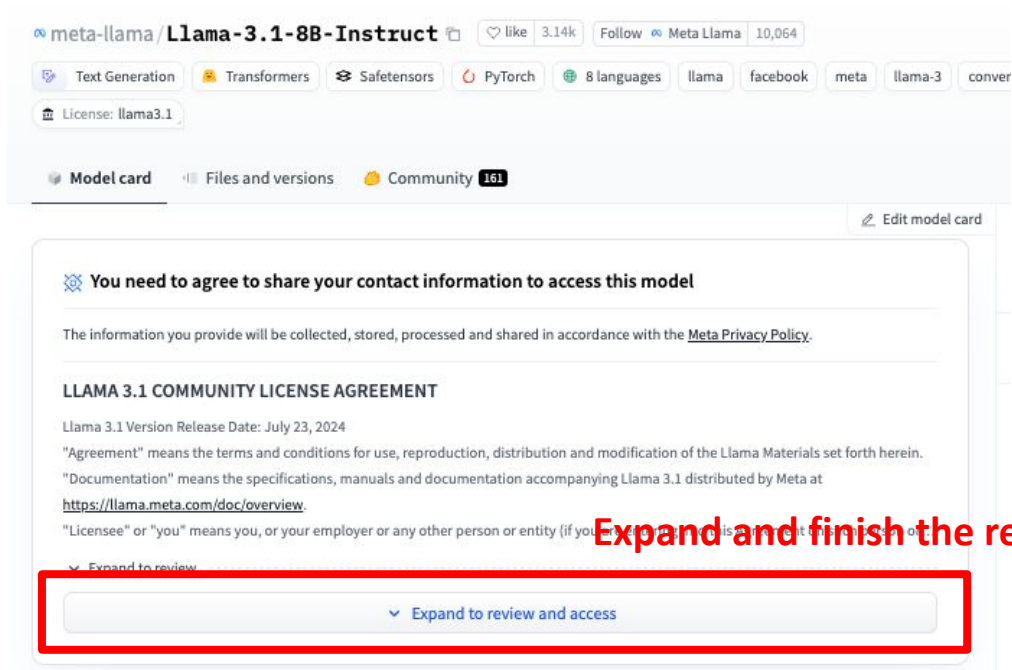 meta-llama/Llama-3.1-8B-Instruct like 3.14k Follow Meta Llama 10,064
Text Generation Transformers Safetensors PyTorch 8 languages llama facebook meta llama-3 conver
License: llama3.1
Model card Files and versions Community 161
Edit model card
You need to agree to share your contact information to access this model
The information you provide will be collected, stored, processed and shared in accordance with the Meta Privacy Policy.
LLAMA 3.1 COMMUNITY LICENSE AGREEMENT
Llama 3.1 Version Release Date: July 23, 2024
"Agreement" means the terms and conditions for use, reproduction, distribution and modification of the Llama Materials set forth herein.
"Documentation" means the specifications, manuals and documentation accompanying Llama 3.1 distributed by Meta at
https://llama.meta.com/doc/overview.
"Licensee" or "you" means you, or your employer or any other person or entity (if you
Expand and finish the re
Expand to review
Expand to review and access